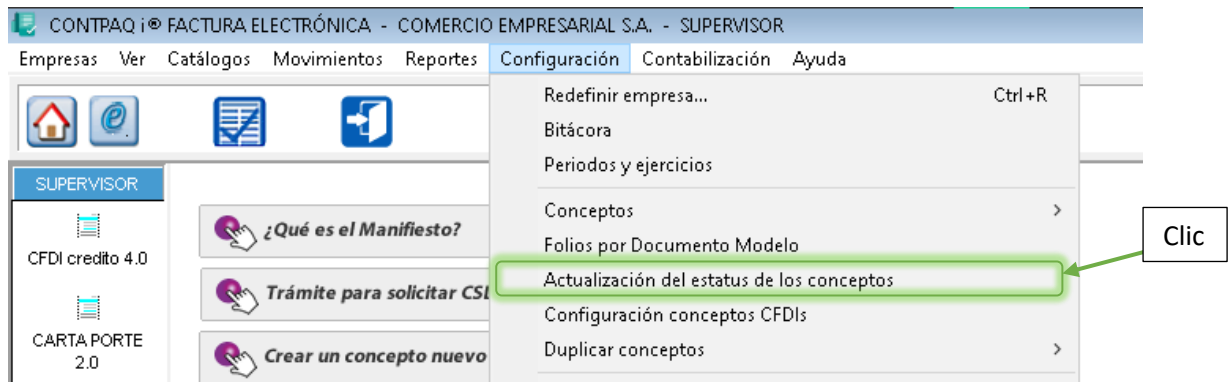 CONTPAQ i® FACTURA ELECTRÓNICA - COMERCIO EMPRESARIAL S.A. - SUPERVISOR
Empresas Ver Catálogos Movimientos Reportes Configuración Contabilización Ayuda
Redefinir empresa... Ctrl+R
Bitácora
Periodos y ejercicios
SUPERVISOR
Conceptos >
¿Qué es el Manifiesto?
Clic
Folios por Documento Modelo
CFDI credito 4.0
Actualización del estatus de los conceptos
Trámite para solicitar
Configuración conceptos CFDIs
CARTA PORTE
2.0
Duplicar conceptos >
Crear un concepto nuevo